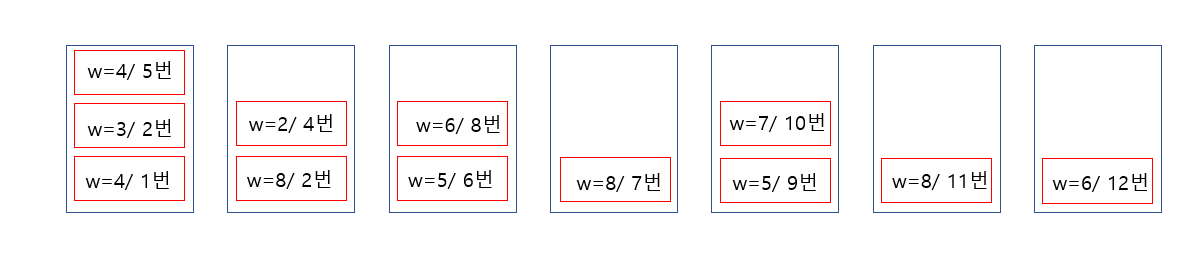 w=4/ 5번
w=3/ 2번
w=4/ 1번
w=2/ 4번
w=8/ 2번
w=6/ 8번
w=5/ 6번
w=8/ 7번
w=7/ 10번
w=5/ 9번
w=8/ 11번
w=6/ 12번